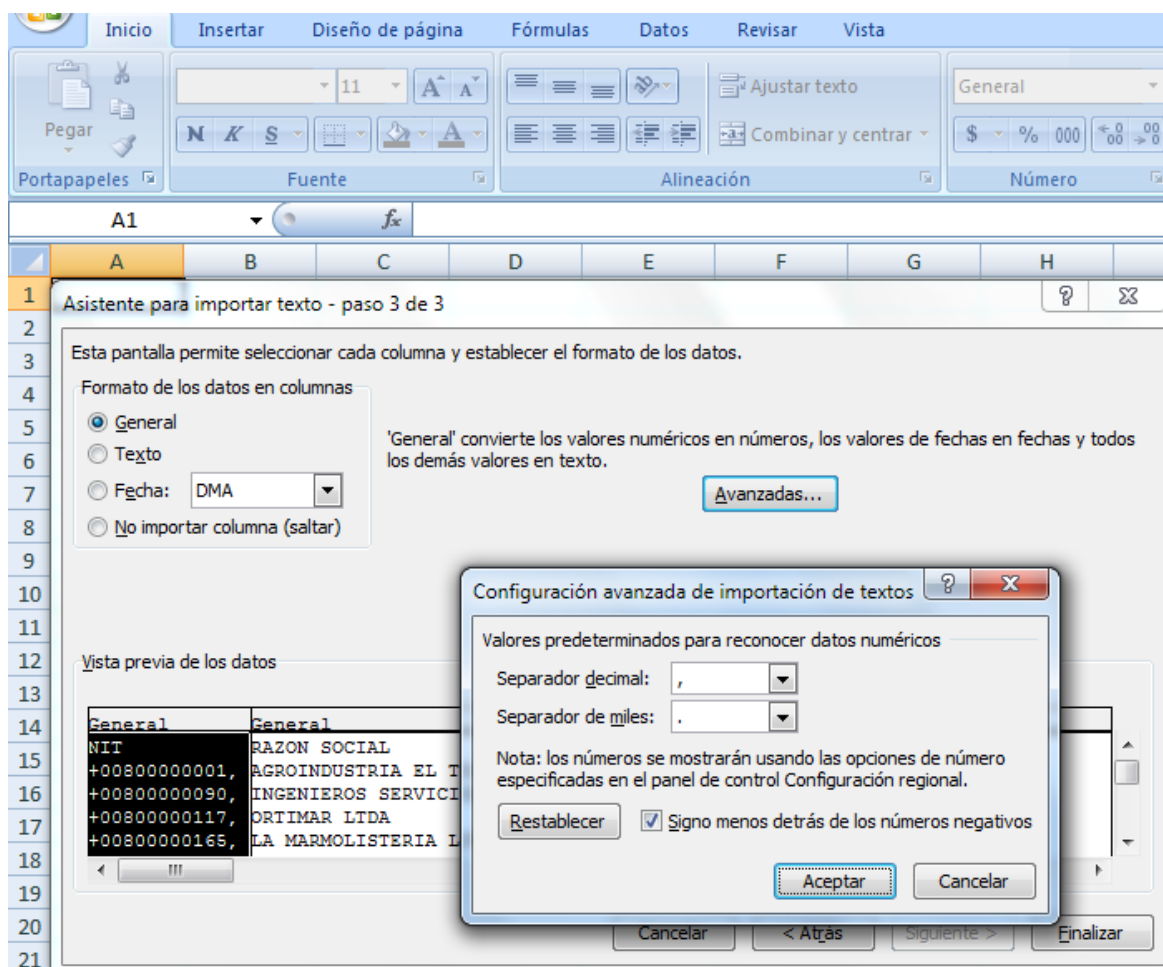 Inicio Insertar Diseño de página Fórmulas Datos Revisar Vista
11 A A Ajustar texto General
Pegar N K S A Combinar y centrar $ % 000
Portapapeles Fuente Alineación Número
A1 fx
A B C D E F G H
1
2
3
4
5
6
7
8
9
10
11
12
13
14
15
16
17
18
19
20
21
Asistente para importar texto - paso 3 de 3
Esta pantalla permite seleccionar cada columna y establecer el formato de los datos.
Formato de los datos en columnas
General
Texto
Fecha: DMA
No importar columna (saltar)
'General' convierte los valores numéricos en números, los valores de fechas en fechas y todos
los demás valores en texto.
Avanzadas...
Vista previa de los datos
General General
NIT RAZON SOCIAL
+00800000001, AGROINDUSTRIA EL T
+00800000090, INGENIEROS SERVICI
+00800000117, ORTIMAR LTDA
+00800000165, LA MARMOLISTERIA L
Configuración avanzada de importación de textos
Valores predeterminados para reconocer datos numéricos
Separador decimal: ,
Separador de miles: .
Nota: los números se mostrarán usando las opciones de número
especificadas en el panel de control Configuración regional.
Restablecer Signo menos detrás de los números negativos
Aceptar Cancelar
Cancelar < Atrás Siguiente > Finalizar